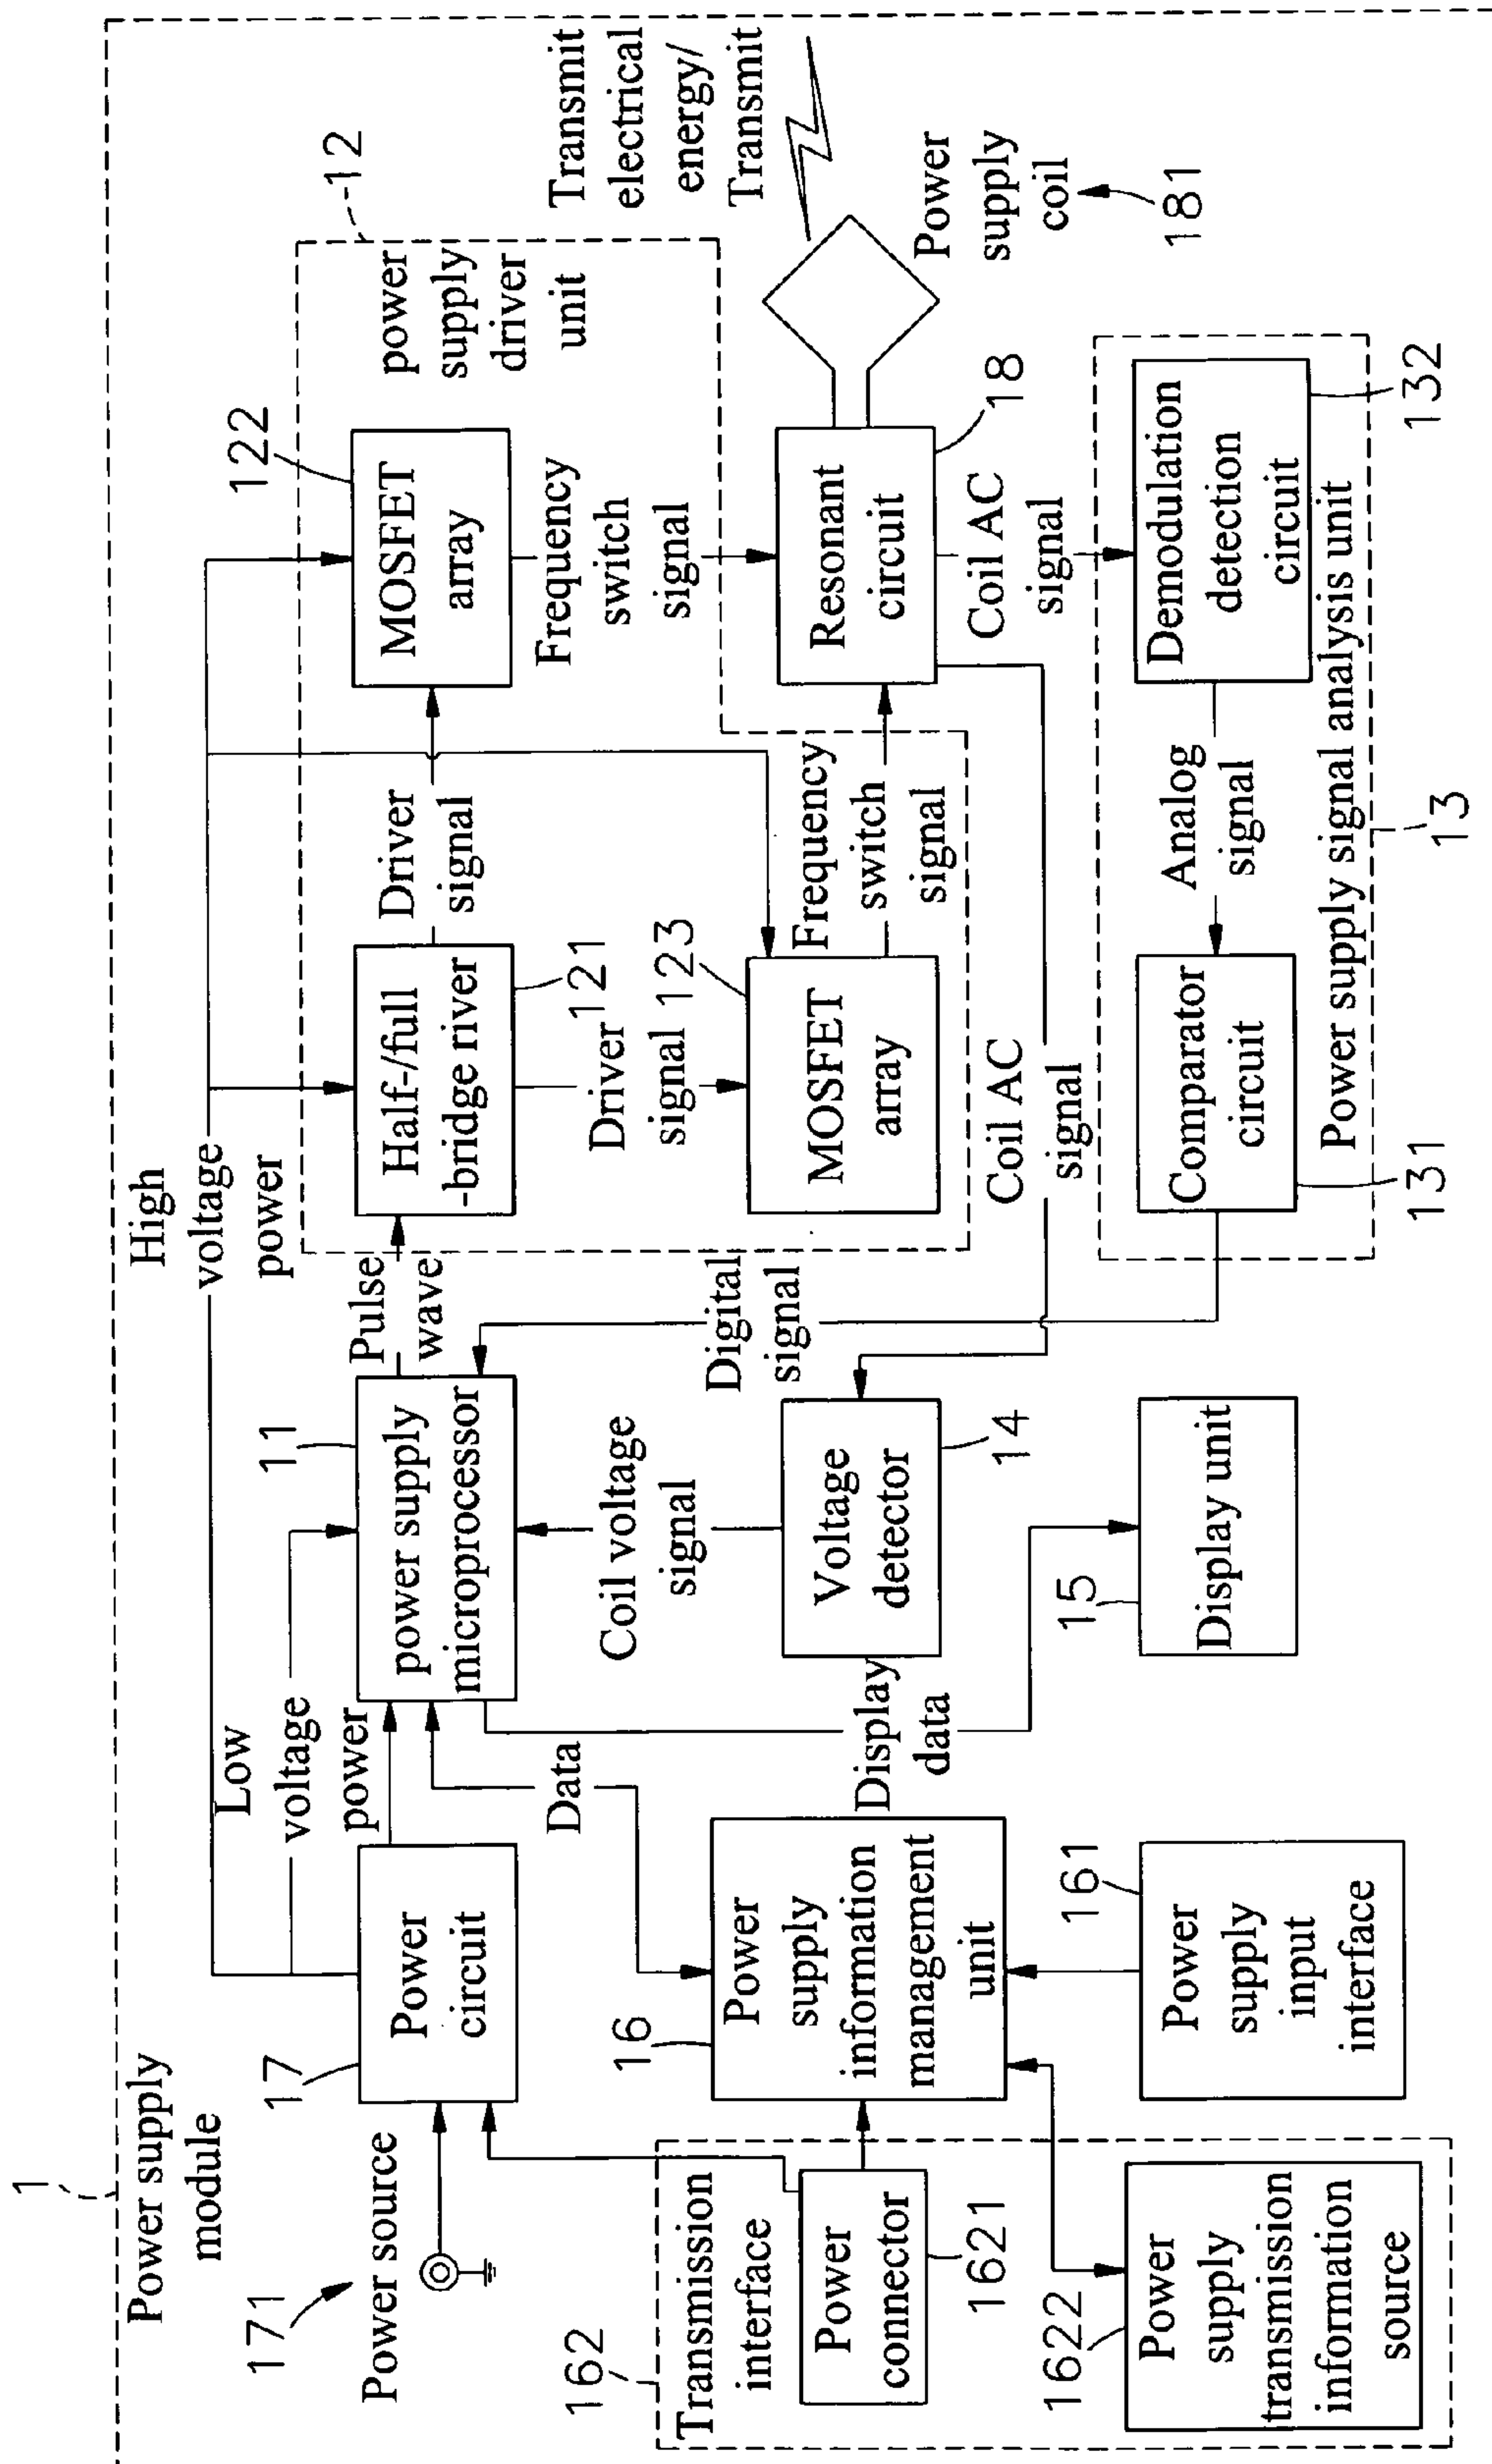 1
Power supply
module
171
Power source
17
Power
circuit
Low
voltage
power
High
voltage
power
11
power supply
microprocessor
Pulse
wave
Half-/full
-bridge river
121
Driver
signal
122
MOSFET
array
12
power
supply
driver
unit
Driver
signal
123
MOSFET
array
Frequency
switch
signal
Frequency
switch
signal
Transmit
electrical
energy/
Transmit
Resonant
circuit
18
Power
supply
coil
181
Data
Coil voltage
signal
Digital
signal
Voltage
detector
14
Coil AC
signal
Coil AC
signal
162
Transmission
interface
Power
connector
1621
1622
Power
supply
transmission
information
source
16
Power
supply
information
management
unit
Display
data
161
Power
supply
input
interface
15
Display unit
Comparator
circuit
131
Analog
signal
Demodulation
detection
circuit
132
Power supply signal analysis unit
13